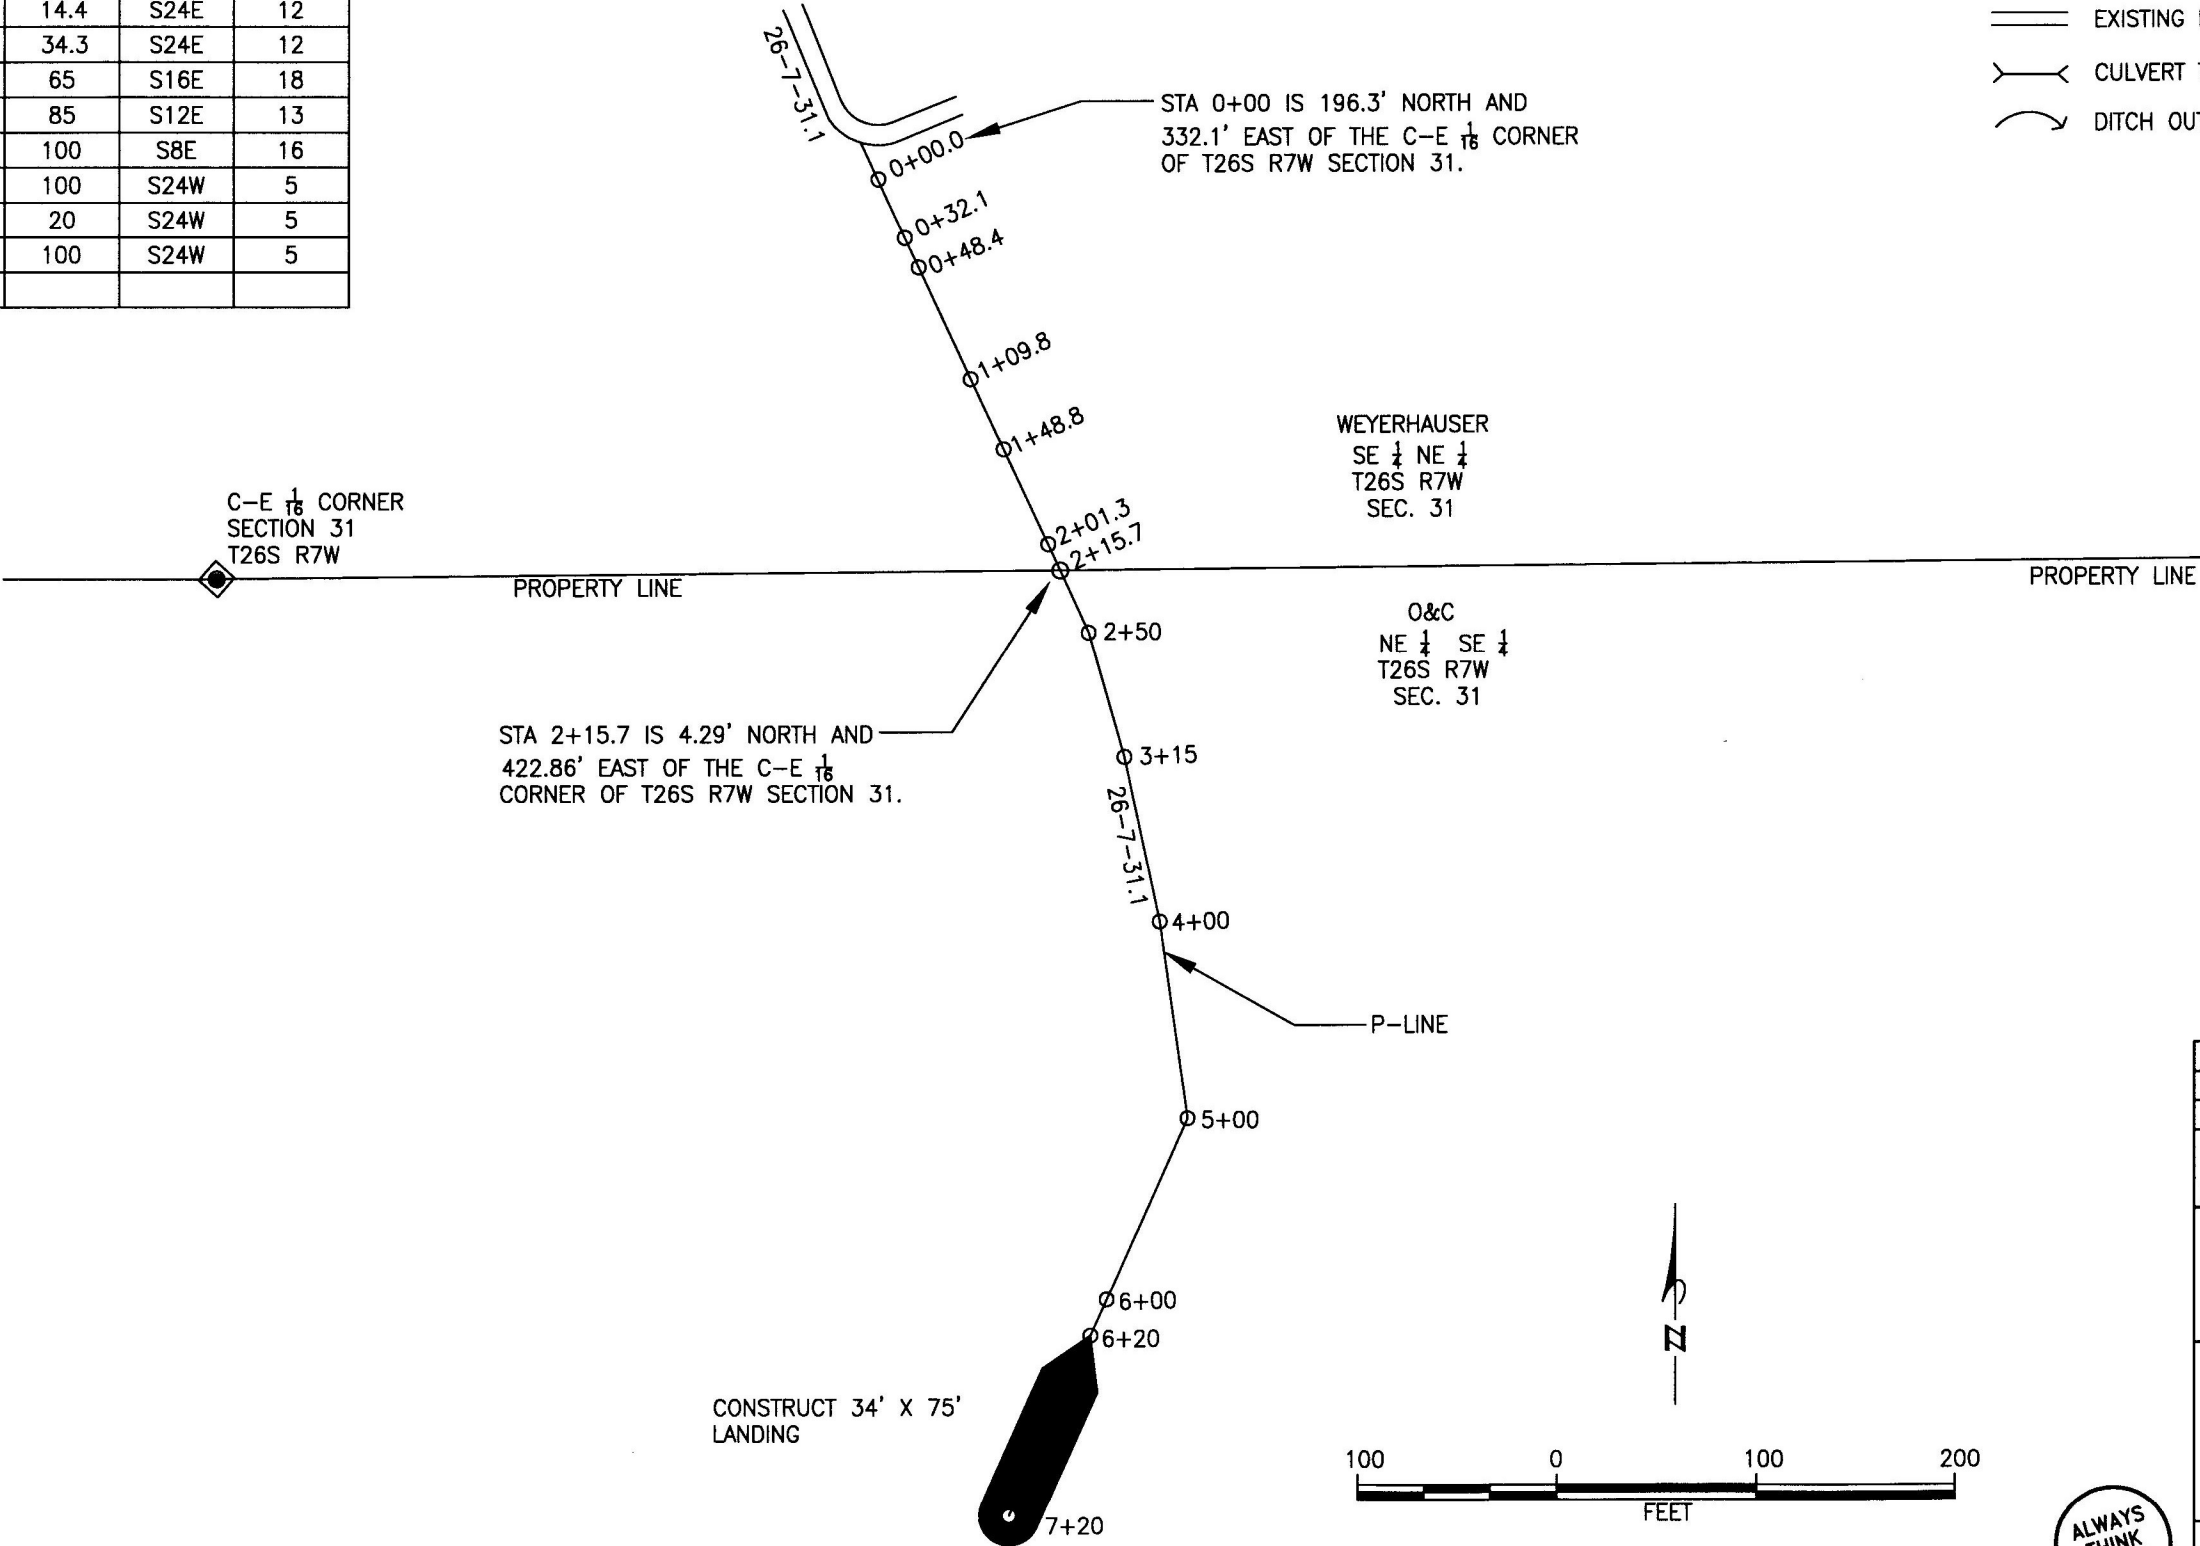 14.4 S24E 12
34.3 S24E 12
65 S16E 18
85 S12E 13
100 S8E 16
100 S24W 5
20 S24W 5
100 S24W 5
EXISTING
CULVERT
DITCH
26-7-31.1
STA 0+00 IS 196.3' NORTH AND
332.1' EAST OF THE C-E 1/16 CORNER
OF T26S R7W SECTION 31.
0+00.0
0+32.1
0+48.4
1+09.8
1+48.8
2+01.3
2+15.7
WEYERHAUSER
SE 1/4 NE 1/4
T26S R7W
SEC. 31
C-E 1/16 CORNER
SECTION 31
T26S R7W
PROPERTY LINE
PROPERTY LINE
O&C
NE 1/4 SE 1/4
T26S R7W
SEC. 31
2+50
STA 2+15.7 IS 4.29' NORTH AND
422.86' EAST OF THE C-E 1/16
CORNER OF T26S R7W SECTION 31.
3+15
26-7-31.1
4+00
P-LINE
5+00
6+00
6+20
N
CONSTRUCT 34' X 75'
LANDING
7+20
100 0 100 200
FEET
ALWAYS
THINK